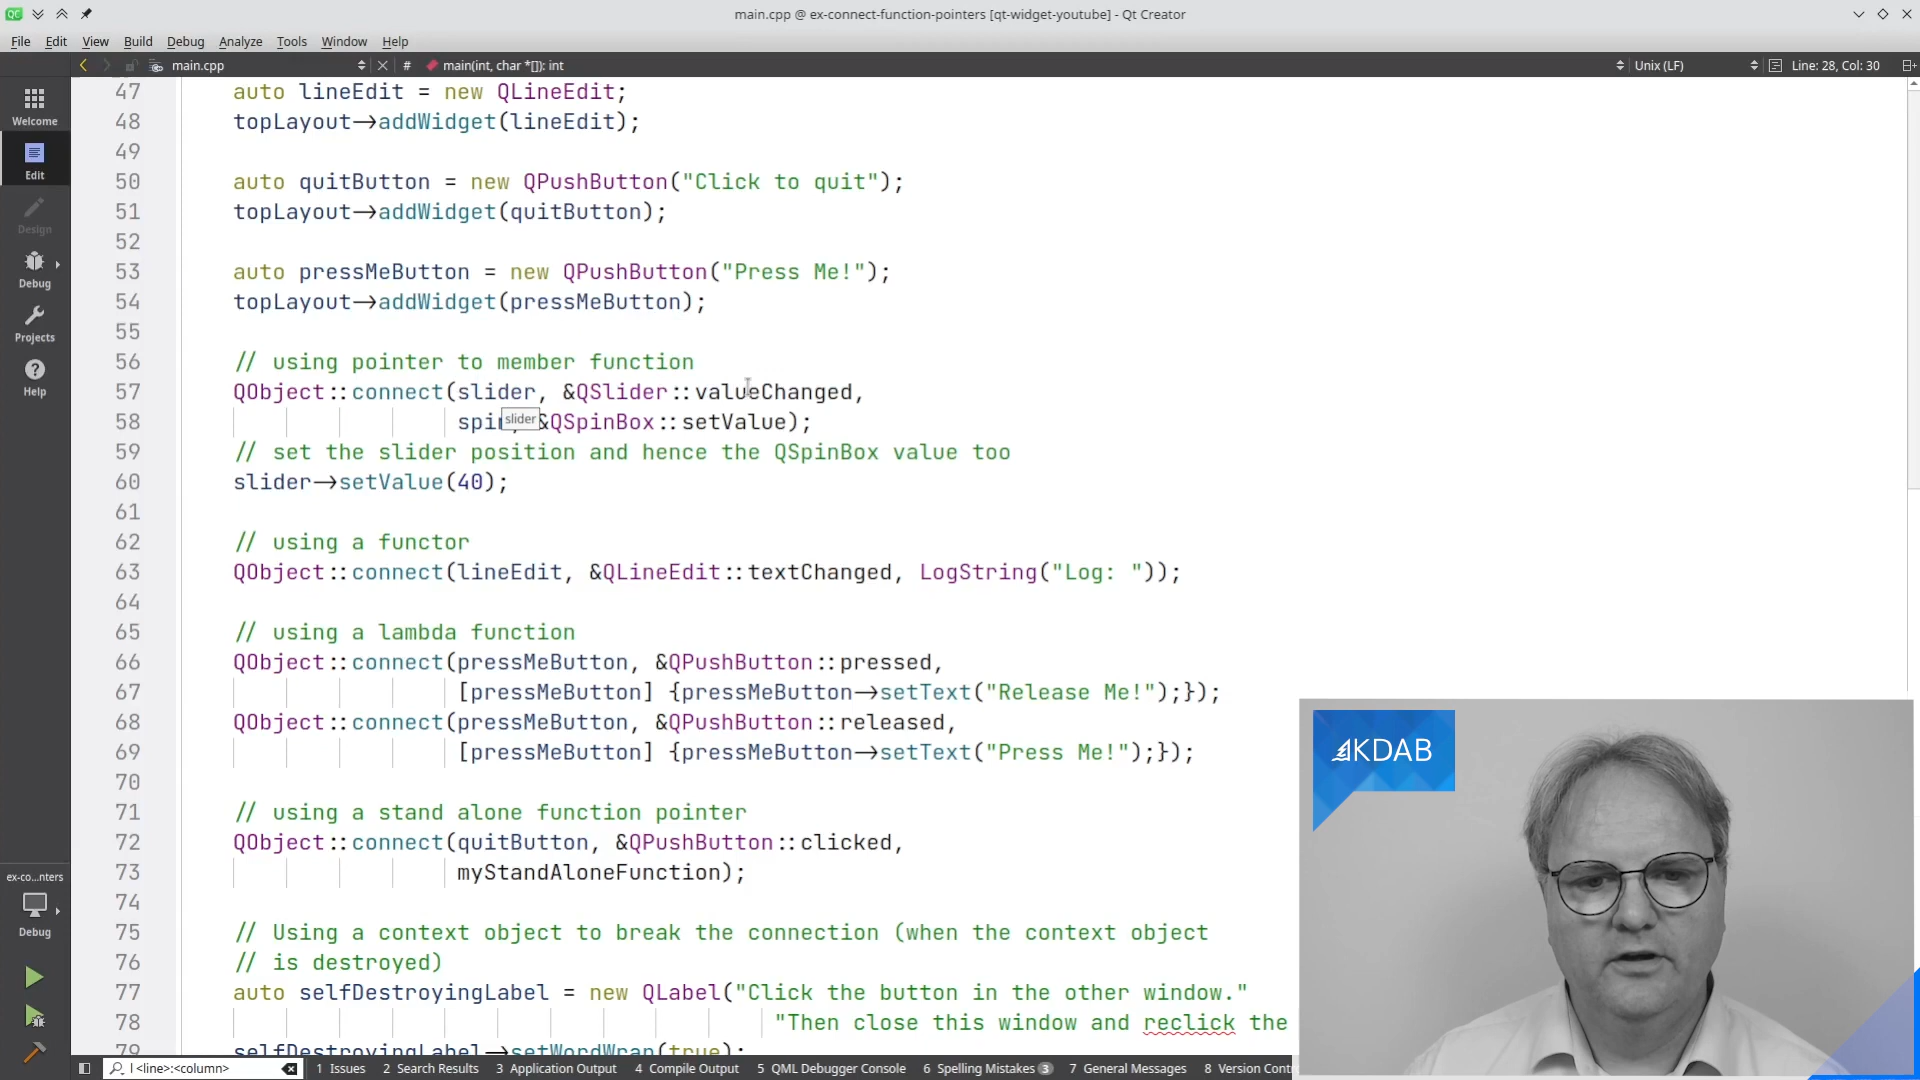 main.cpp @ ex-connect-function-pointers [qt-widget-youtube] - Qt Creator
File Edit View Build Debug Analyze Tools Window Help
main.cpp # main(int, char *[]): int Unix (LF) Line: 28, Col: 30
Welcome
Edit
Design
Debug
Projects
Help
ex-co...nters
Debug
47 auto lineEdit = new QLineEdit;
48 topLayout->addWidget(lineEdit);
49
50 auto quitButton = new QPushButton("Click to quit");
51 topLayout->addWidget(quitButton);
52
53 auto pressMeButton = new QPushButton("Press Me!");
54 topLayout->addWidget(pressMeButton);
55
56 // using pointer to member function
57 QObject::connect(slider, &QSlider::valueChanged,
58 spin, &QSpinBox::setValue);
slider
59 // set the slider position and hence the QSpinBox value too
60 slider->setValue(40);
61
62 // using a functor
63 QObject::connect(lineEdit, &QLineEdit::textChanged, LogString("Log: "));
64
65 // using a lambda function
66 QObject::connect(pressMeButton, &QPushButton::pressed,
67 [pressMeButton] {pressMeButton->setText("Release Me!");});
68 QObject::connect(pressMeButton, &QPushButton::released,
69 [pressMeButton] {pressMeButton->setText("Press Me!");});
70
71 // using a stand alone function pointer
72 QObject::connect(quitButton, &QPushButton::clicked,
73 myStandAloneFunction);
74
75 // Using a context object to break the connection (when the context object
76 // is destroyed)
77 auto selfDestroyingLabel = new QLabel("Click the button in the other window."
78 "Then close this window and reclick the
79 selfDestroyingLabel->setWordWrap(true);
KDAB
l <line>:<column> 1 Issues 2 Search Results 3 Application Output 4 Compile Output 5 QML Debugger Console 6 Spelling Mistakes 3 7 General Messages 8 Version Cont